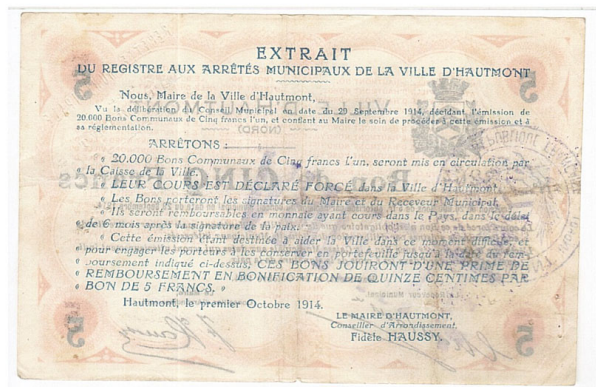 EXTRAIT
DU REGISTRE AUX ARRÊTÉS MUNICIPAUX DE LA VILLE D'HAUTMONT
Nous, Maire de la Ville d'Hautmont,
Vu la délibération du Conseil Municipal en date du 29 Septembre 1914, décidant l'émission de
20.000 Bons Communaux de Cinq francs l'un, et confiant au Maire le soin de procéder à cette émission et à
sa réglementation.
ARRÊTONS :
« 20.000 Bons Communaux de Cinq francs l'un, seront mis en circulation par
la Caisse de la Ville.
« LEUR COURS EST DÉCLARÉ FORCÉ dans la Ville d'Hautmont.
« Les Bons porteront les signatures du Maire et du Receveur Municipal.
« Ils seront remboursables en monnaie ayant cours dans le Pays, dans le délai
de 6 mois après la signature de la paix.
« Cette émission étant destinée à aider la Ville dans ce moment difficile, et
pour engager les porteurs à les conserver en portefeuille jusqu'à la date du rem-
boursement indiqué ci-dessus, CES BONS JOUIRONT D'UNE PRIME DE
REMBOURSEMENT EN BONIFICATION DE QUINZE CENTIMES PAR
BON DE 5 FRANCS. »
Hautmont, le premier Octobre 1914.
LE MAIRE D'HAUTMONT,
Conseiller d'Arrondissement,
Fidèle HAUSSY.